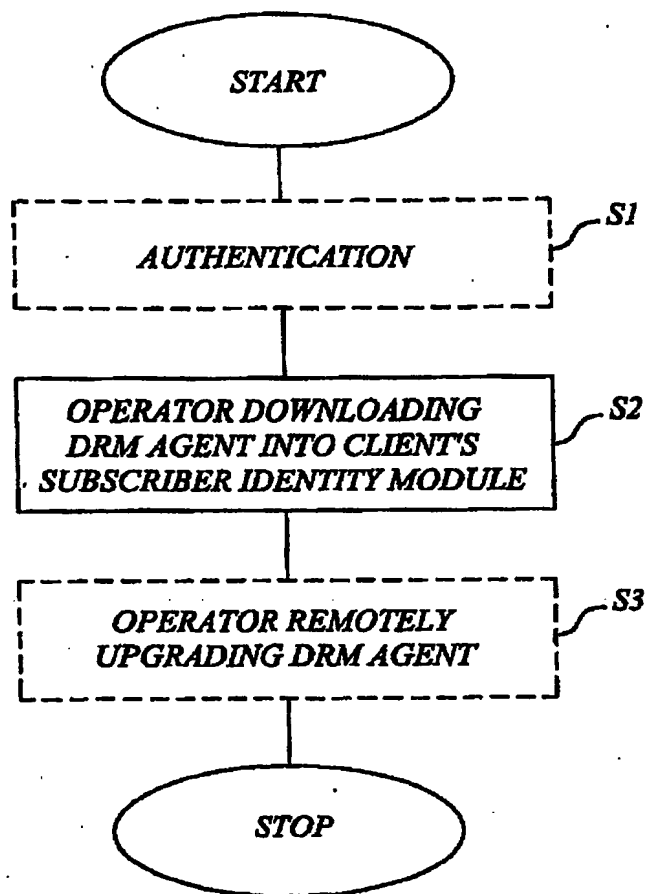 START
S1
AUTHENTICATION
OPERATOR DOWNLOADING
DRM AGENT INTO CLIENT'S
SUBSCRIBER IDENTITY MODULE
S2
OPERATOR REMOTELY
UPGRADING DRM AGENT
S3
STOP